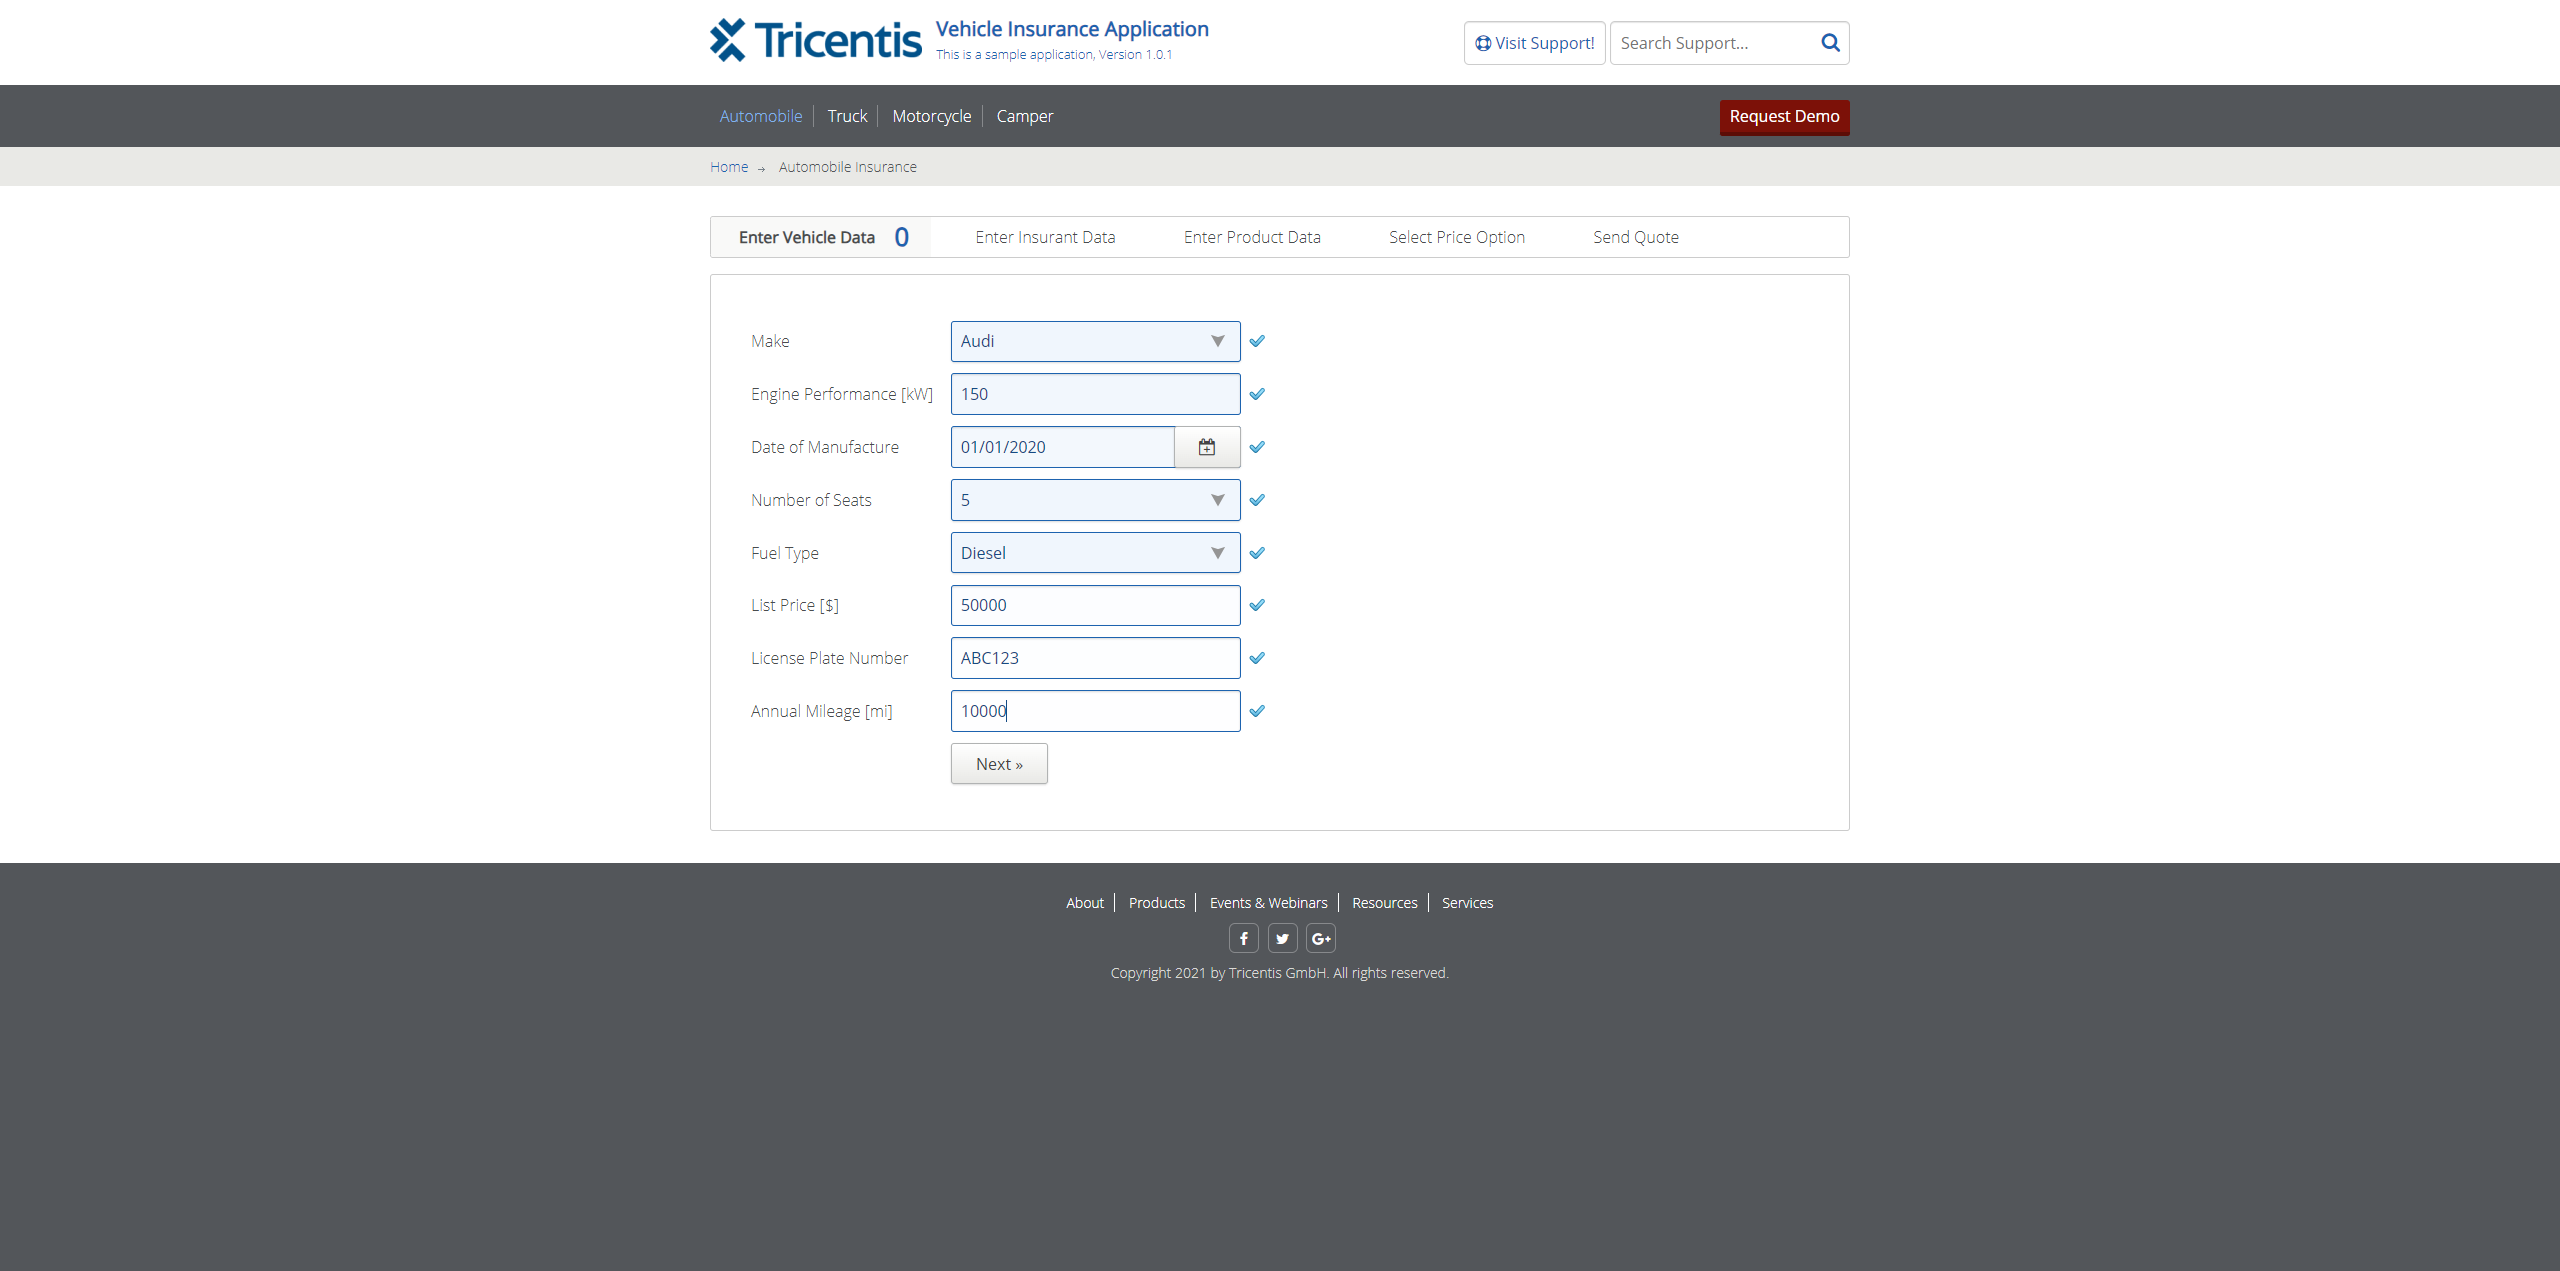 Tricentis
Vehicle Insurance Application
This is a sample application, Version 1.0.1
Visit Support!
Search Support...
Automobile
Truck
Motorcycle
Camper
Request Demo
Home → Automobile Insurance
Enter Vehicle Data 0
Enter Insurant Data
Enter Product Data
Select Price Option
Send Quote
Make
Audi
Engine Performance [kW]
150
Date of Manufacture
01/01/2020
Number of Seats
5
Fuel Type
Diesel
List Price [$]
50000
License Plate Number
ABC123
Annual Mileage [mi]
10000
Next »
About
Products
Events & Webinars
Resources
Services
f
G+
Copyright 2021 by Tricentis GmbH. All rights reserved.